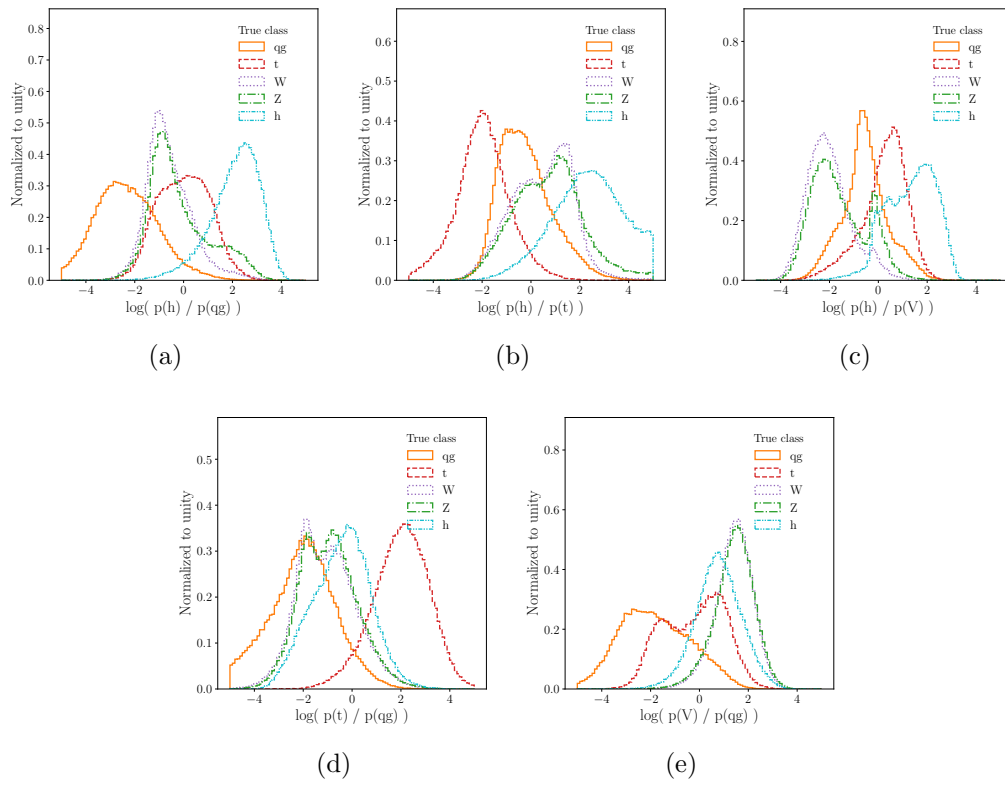 Normalized to unity
0.8
0.7
0.6
0.5
0.4
0.3
0.2
0.1
0.0
True class
qg
t
W
Z
h
−4 −2 0 2 4
log( p(h) / p(qg) )
(a)
Normalized to unity
0.6
0.5
0.4
0.3
0.2
0.1
0.0
True class
qg
t
W
Z
h
−4 −2 0 2 4
log( p(h) / p(t) )
(b)
Normalized to unity
0.8
0.6
0.4
0.2
0.0
True class
qg
t
W
Z
h
−4 −2 0 2 4
log( p(h) / p(V) )
(c)
Normalized to unity
0.5
0.4
0.3
0.2
0.1
0.0
True class
qg
t
W
Z
h
−4 −2 0 2 4
log( p(t) / p(qg) )
(d)
Normalized to unity
0.8
0.6
0.4
0.2
0.0
True class
qg
t
W
Z
h
−4 −2 0 2 4
log( p(V) / p(qg) )
(e)